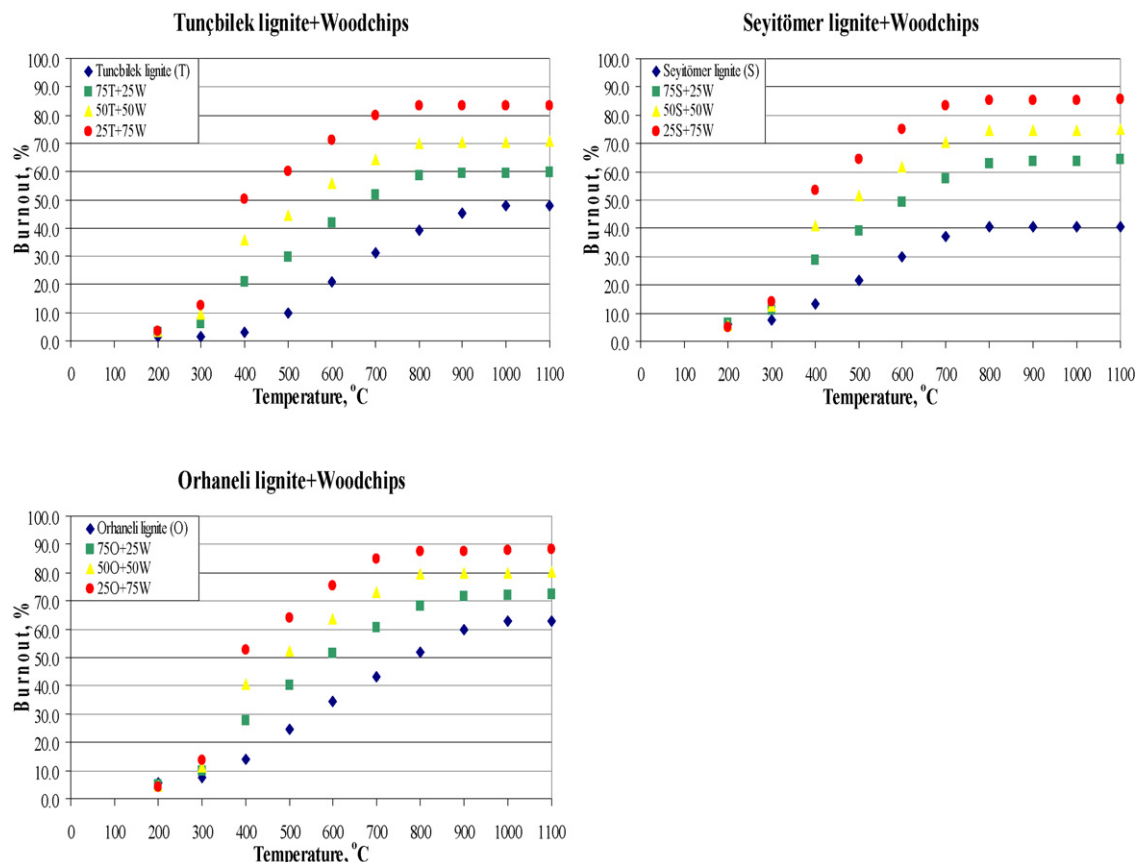 Tunçbilek lignite+Woodchips
100.0
90.0
80.0
70.0
60.0
50.0
40.0
30.0
20.0
10.0
0.0
Burnout, %
Tuncbilek lignite (T)
75T+25W
50T+50W
25T+75W
0 100 200 300 400 500 600 700 800 900 1000 1100
Temperature, °C
Seyitömer lignite+Woodchips
100.0
90.0
80.0
70.0
60.0
50.0
40.0
30.0
20.0
10.0
0.0
Burnout, %
Seyitömer lignite (S)
75S+25W
50S+50W
25S+75W
0 100 200 300 400 500 600 700 800 900 1000 1100
Temperature, °C
Orhaneli lignite+Woodchips
100.0
90.0
80.0
70.0
60.0
50.0
40.0
30.0
20.0
10.0
0.0
Burnout, %
Orhaneli lignite (O)
75O+25W
50O+50W
25O+75W
0 100 200 300 400 500 600 700 800 900 1000 1100
Temperature, °C